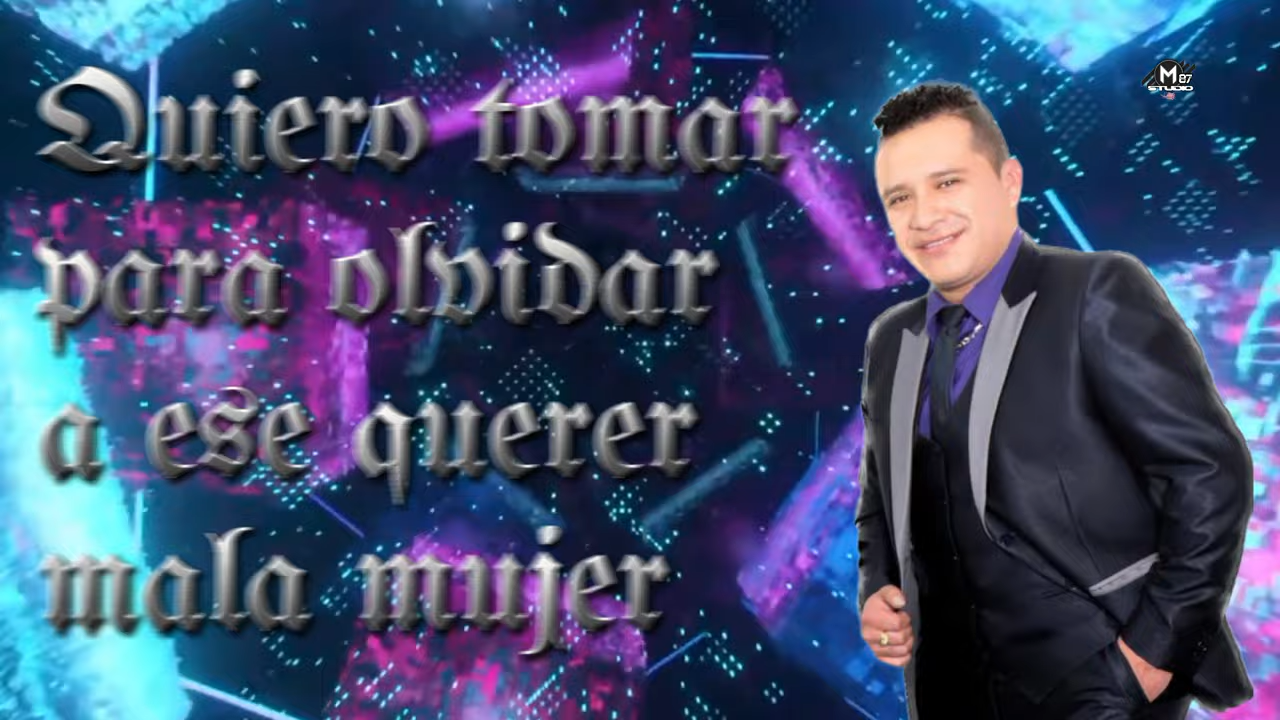 Quiero tomar
para olvidar
a ese querer
mala mujer
M 87
STUDIO